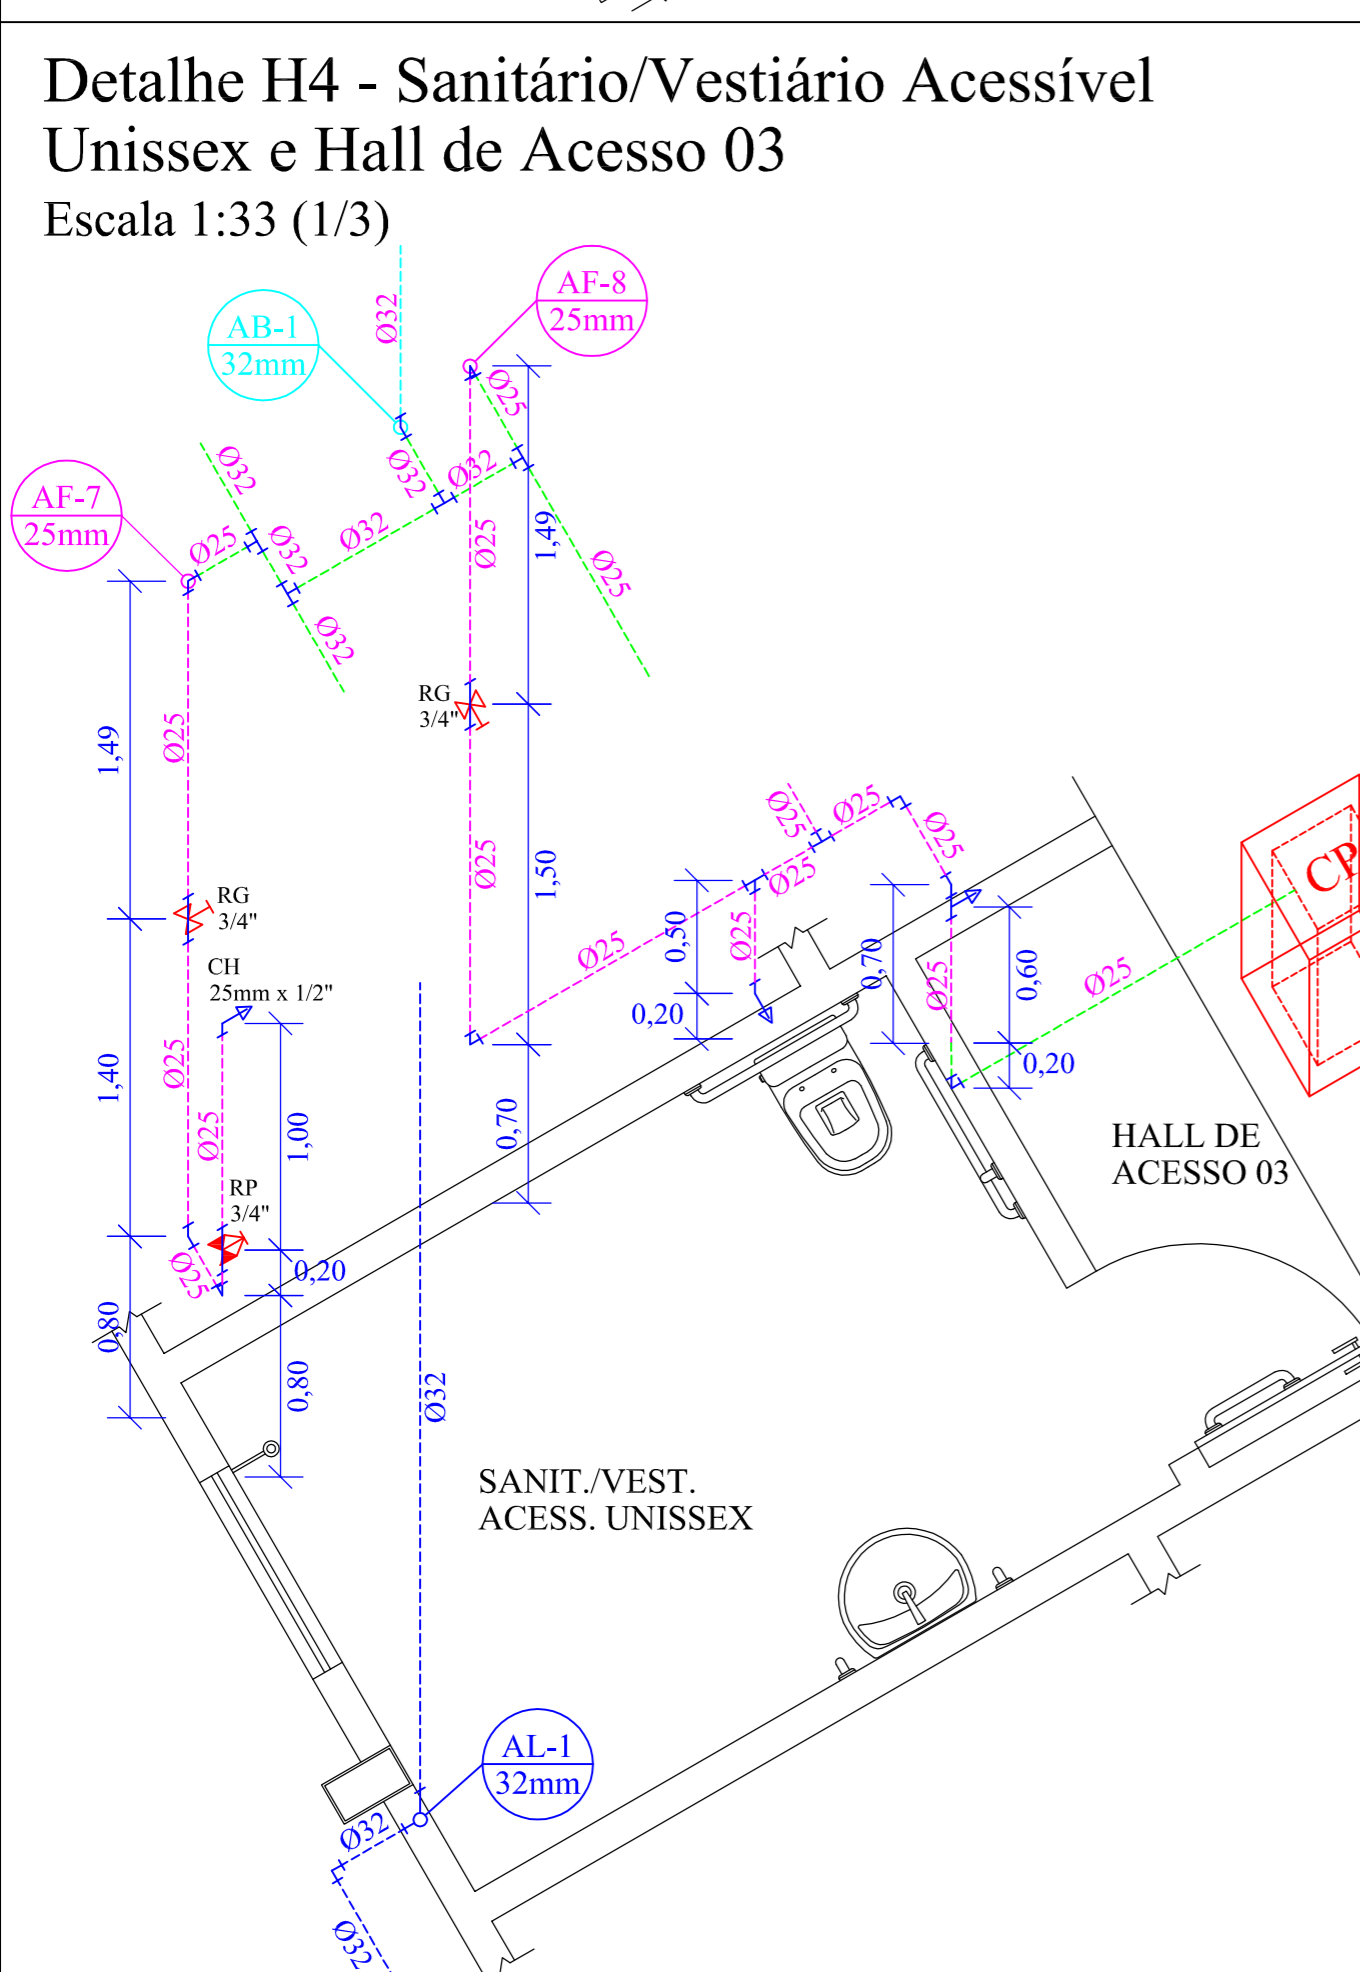 Detalhe H4 - Sanitário/Vestiário Acessível
Unissex e Hall de Acesso 03
Escala 1:33 (1/3)
AF-8
25mm
Ø32
AB-1
32mm
Ø25
Ø32
Ø32
Ø32
AF-7
25mm
Ø25
Ø32
Ø32
Ø25
1,49
Ø25
Ø32
RG
3/4"
1,49
Ø25
Ø25
Ø25
Ø25
CP
Ø25
1,50
Ø25
RG
3/4"
Ø25
0,50
Ø25
0,70
Ø25
0,60
Ø25
CH
25mm x 1/2"
0,20
1,40
Ø25
0,20
Ø25
1,00
0,70
HALL DE
ACESSO 03
RP
3/4"
Ø25
0,20
0,80
0,80
Ø32
SANIT./VEST.
ACESS. UNISSEX
AL-1
32mm
Ø32
Ø32